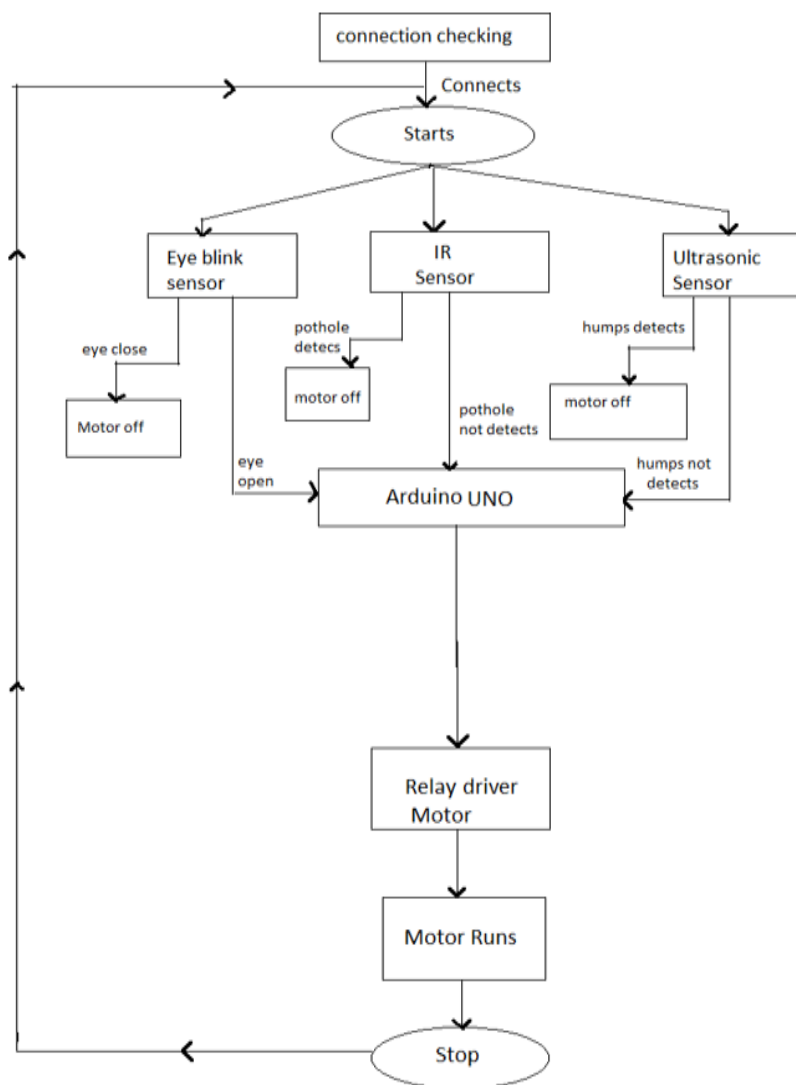 connection checking
Connects
Starts
Eye blink
sensor
IR
Sensor
Ultrasonic
Sensor
eye close
pothole
detecs
humps detects
Motor off
motor off
motor off
pothole
not detects
eye
open
humps not
detects
Arduino UNO
Relay driver
Motor
Motor Runs
Stop